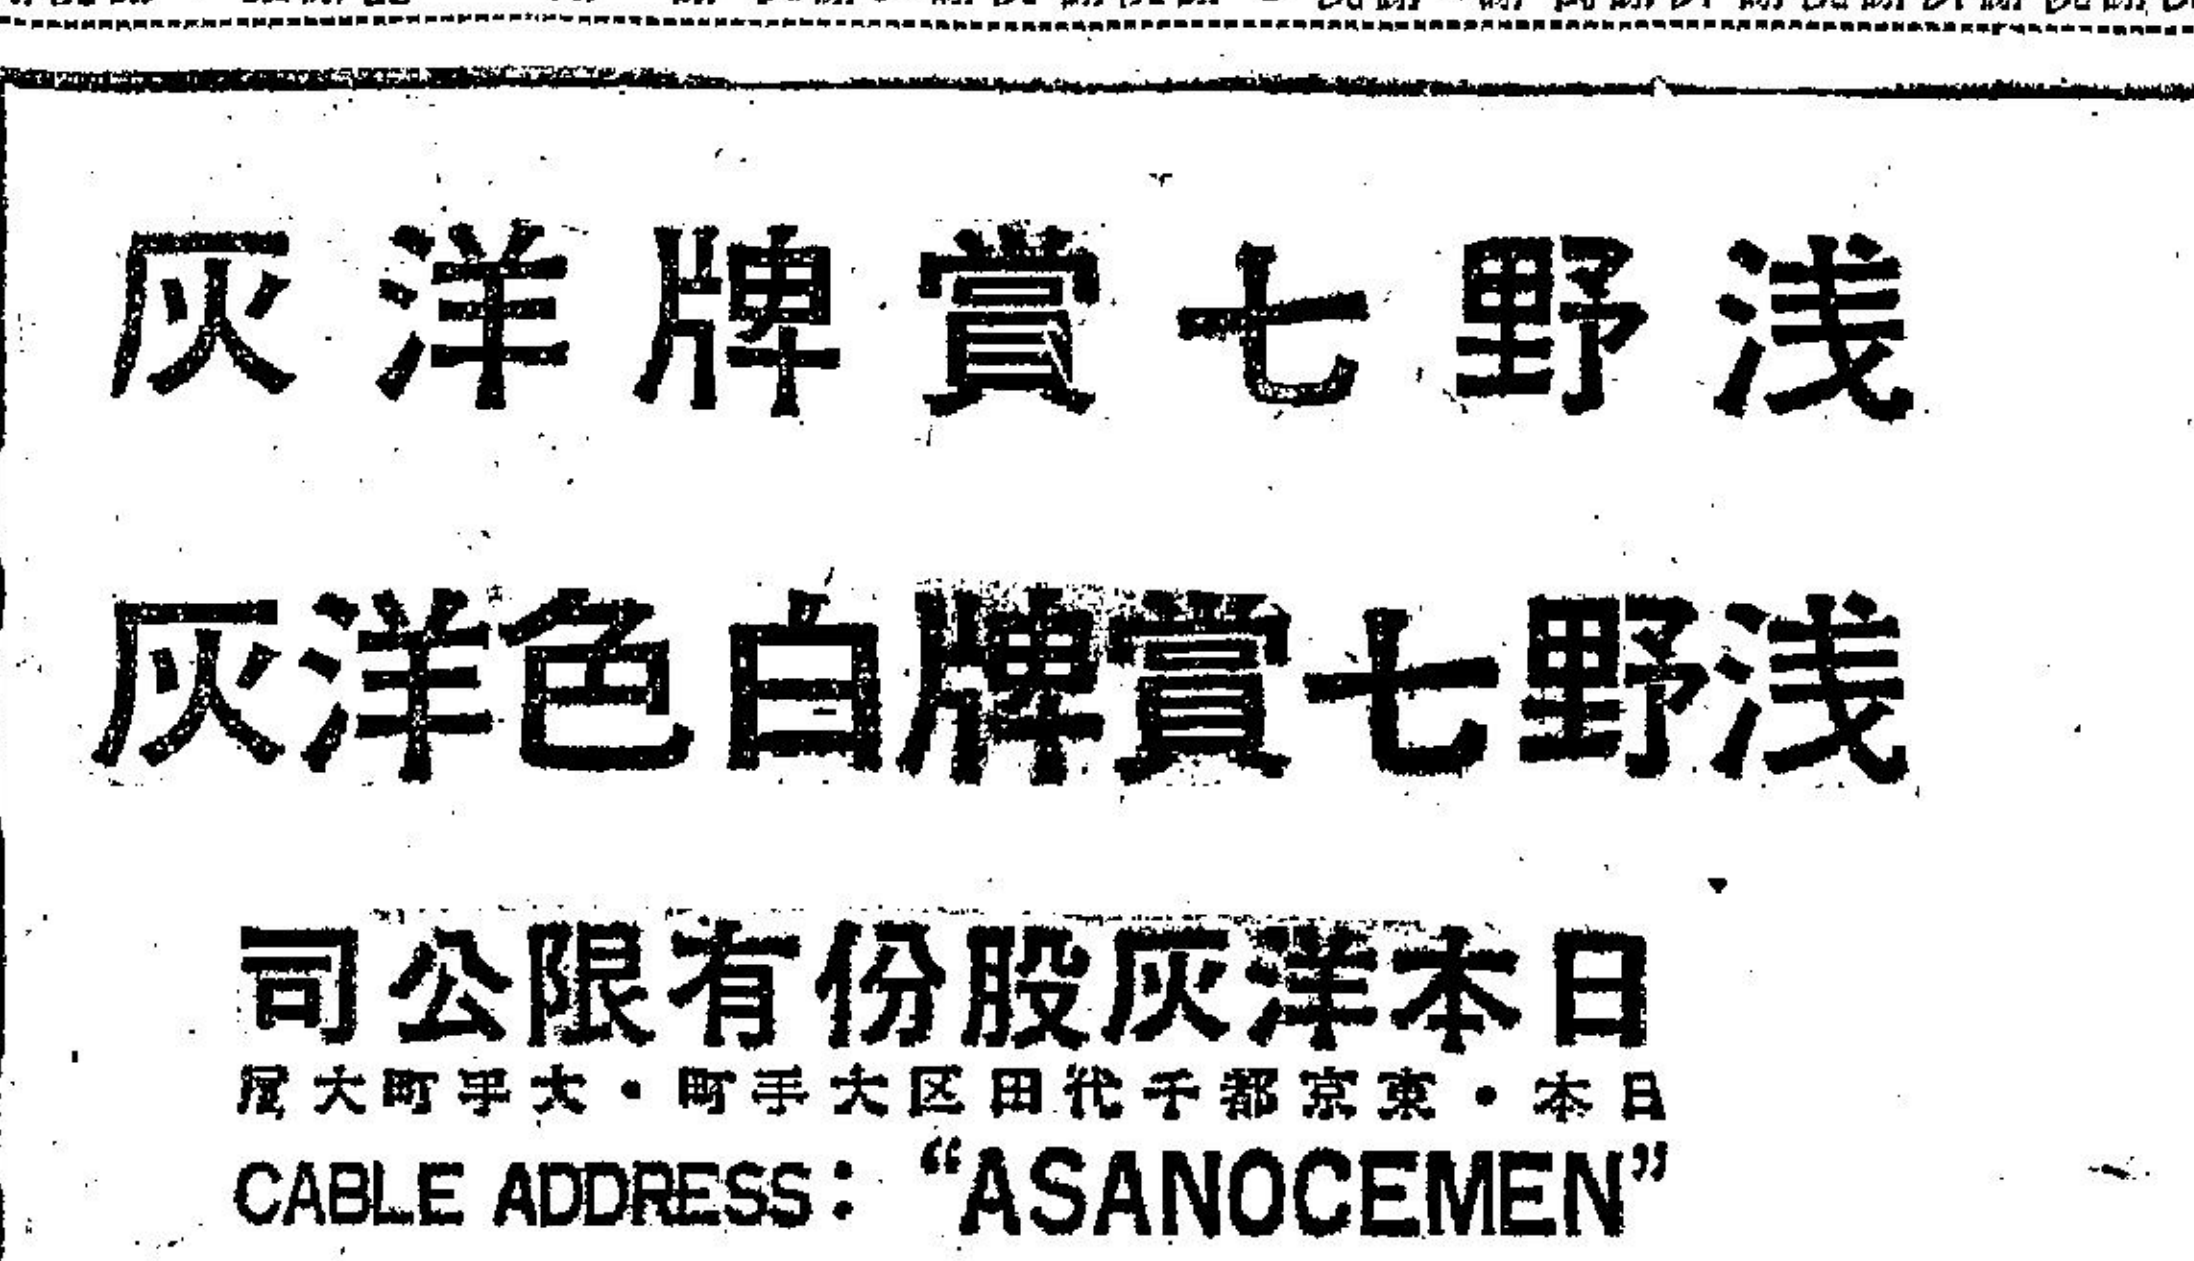 浅野七賞牌洋灰
浅野七賞牌白色洋灰
日本洋灰股份有限公司
日本・東京都千代田区大手町・大手町大厦
CABLE ADDRESS: “ASANOCEMEN”